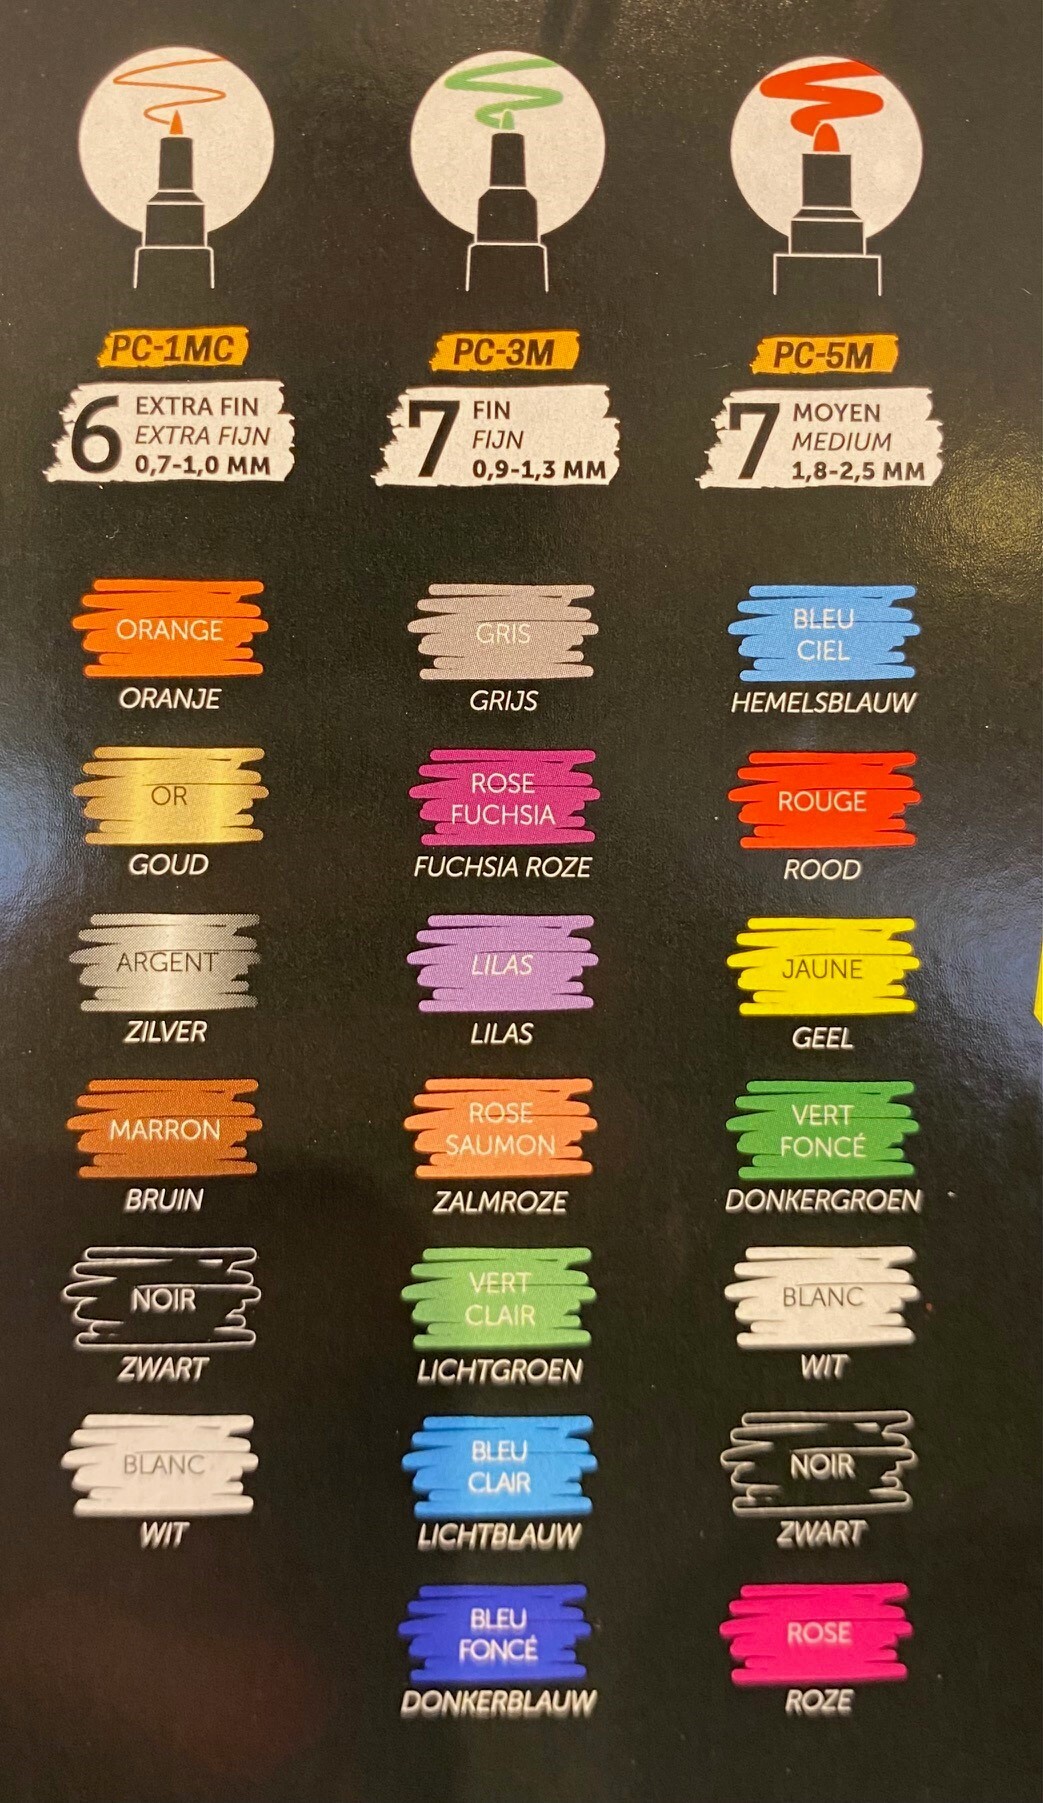 PC-1MC
6
EXTRA FIN
EXTRA FIJN
0,7-1,0 MM
ORANGE
ORANJE
OR
GOUD
ARGENT
ZILVER
MARRON
BRUIN
NOIR
ZWART
BLANC
WIT
PC-3M
7
FIN
FIJN
0,9-1,3 MM
GRIS
GRIJS
ROSE
FUCHSIA
FUCHSIA ROZE
LILAS
LILAS
ROSE
SAUMON
ZALMROZE
VERT
CLAIR
LICHTGROEN
BLEU
CLAIR
LICHTBLAUW
BLEU
FONCÉ
DONKERBLAUW
PC-5M
7
MOYEN
MEDIUM
1,8-2,5 MM
BLEU
CIEL
HEMELSBLAUW
ROUGE
ROOD
JAUNE
GEEL
VERT
FONCÉ
DONKERGROEN
BLANC
WIT
NOIR
ZWART
ROSE
ROZE